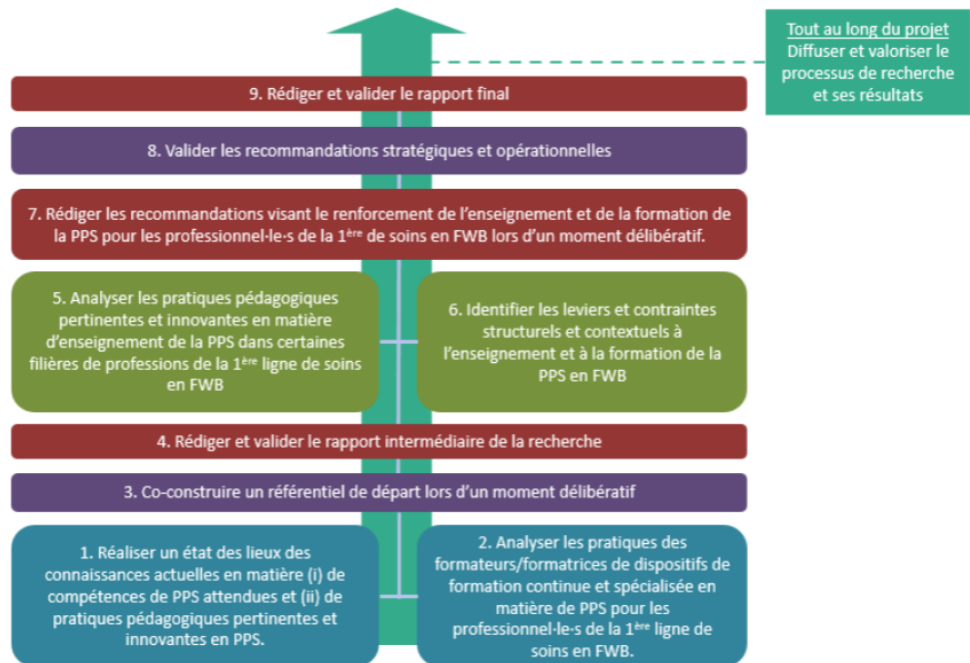 Tout au long du projet
Diffuser et valoriser le
processus de recherche
et ses résultats
9. Rédiger et valider le rapport final
8. Valider les recommandations stratégiques et opérationnelles
7. Rédiger les recommandations visant le renforcement de l'enseignement et de la formation de
la PPS pour les professionnel·le·s de la 1ère de soins en FWB lors d'un moment délibératif.
5. Analyser les pratiques pédagogiques
pertinentes et innovantes en matière
d'enseignement de la PPS dans certaines
filières de professions de la 1ère ligne de soins
en FWB
6. Identifier les leviers et contraintes
structurels et contextuels à
l'enseignement et à la formation de la
PPS en FWB
4. Rédiger et valider le rapport intermédiaire de la recherche
3. Co-construire un référentiel de départ lors d'un moment délibératif
1. Réaliser un état des lieux des
connaissances actuelles en matière (i) de
compétences de PPS attendues et (ii) de
pratiques pédagogiques pertinentes et
innovantes en PPS.
2. Analyser les pratiques des
formateurs/formatrices de dispositifs de
formation continue et spécialisée en
matière de PPS pour les
professionnel·le·s de la 1ère ligne de
soins en FWB.